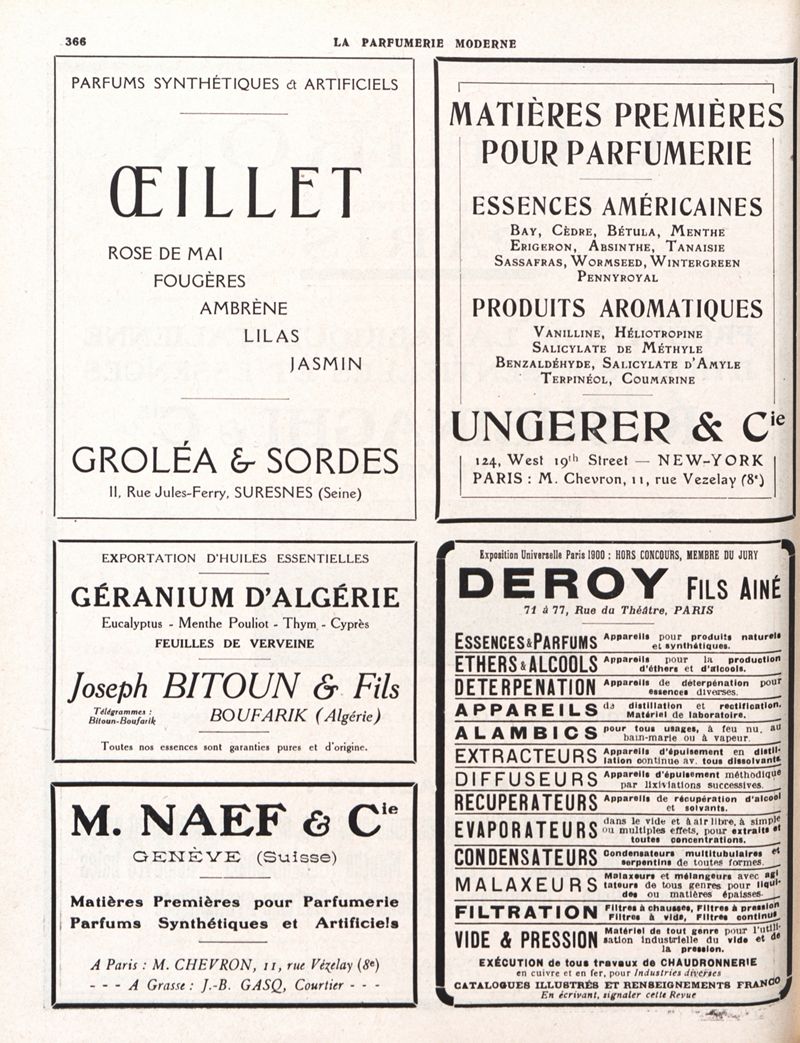 366
LA PARFUMERIE MODERNE
PARFUMS SYNTHÉTIQUES & ARTIFICIELS
ŒILLET
ROSE DE MAI
FOUGÈRES
AMBRÈNE
LILAS
JASMIN
GROLÉA & SORDES
11, Rue Jules-Ferry, SURESNES (Seine)
MATIÈRES PREMIÈRES
POUR PARFUMERIE
ESSENCES AMÉRICAINES
BAY, CÈDRE, BÉTULA, MENTHE
ERIGERON, ABSINTHE, TANAISIE
SASSAFRAS, WORMSEED, WINTERGREEN
PENNYROYAL
PRODUITS AROMATIQUES
VANILLINE, HÉLIOTROPINE
SALICYLATE DE MÉTHYLE
BENZALDÉHYDE, SALICYLATE D'AMYLE
TERPINÉOL, COUMARINE
UNGERER & Cie
124, West 19th Street — NEW-YORK
PARIS : M. Chevron, 11, rue Vezelay (8e)
EXPORTATION D'HUILES ESSENTIELLES
GÉRANIUM D'ALGÉRIE
Eucalyptus - Menthe Pouliot - Thym - Cyprès
FEUILLES DE VERVEINE
Joseph BITOUN & Fils
Télégrammes :
Bitoun-Boufarik
BOUFARIK (Algérie)
Toutes nos essences sont garanties pures et d'origine.
M. NAEF & Cie
GENÈVE (Suisse)
Matières Premières pour Parfumerie
Parfums Synthétiques et Artificiels
A Paris : M. CHEVRON, 11, rue Vézelay (8e)
- - - A Grasse : J.-B. GASQ, Courtier - - -
Exposition Universelle Paris 1900 : HORS CONCOURS, MEMBRE DU JURY
DEROY FILS AINÉ
71 à 77, Rue du Théâtre, PARIS
ESSENCES & PARFUMS Appareils pour produits naturels
et synthétiques.
ETHERS & ALCOOLS Appareils pour la production
d'éthers et d'alcools.
DETERPENATION Appareils de déterpénation pour
essences diverses.
APPAREILS de distillation et rectification.
Matériel de laboratoire.
ALAMBICS pour tous usages, à feu nu, au
bain-marie ou à vapeur.
EXTRACTEURS Appareils d'épuisement en distil-
lation continue av. tous dissolvants.
DIFFUSEURS Appareils d'épuisement méthodique
par lixiviations successives.
RECUPERATEURS Appareils de récupération d'alcool
et solvants.
EVAPORATEURS dans le vide et à air libre, à simple
ou multiples effets, pour extraits et
toutes concentrations.
CONDENSATEURS Condensateurs multitubulaires et
serpentins de toutes formes.
MALAXEURS Malaxeurs et mélangeurs avec agi
tateurs de tous genres pour liqui-
des ou matières épaisses.
FILTRATION Filtres à chausses, Filtres à pression
Filtres à vide, Filtres continus
VIDE & PRESSION Matériel de tout genre pour l'utili-
sation industrielle du vide et de
la pression.
EXÉCUTION de tous travaux de CHAUDRONNERIE
en cuivre et en fer, pour Industries diverses
CATALOGUES ILLUSTRÉS ET RENSEIGNEMENTS FRANCO
En écrivant, signaler cette Revue